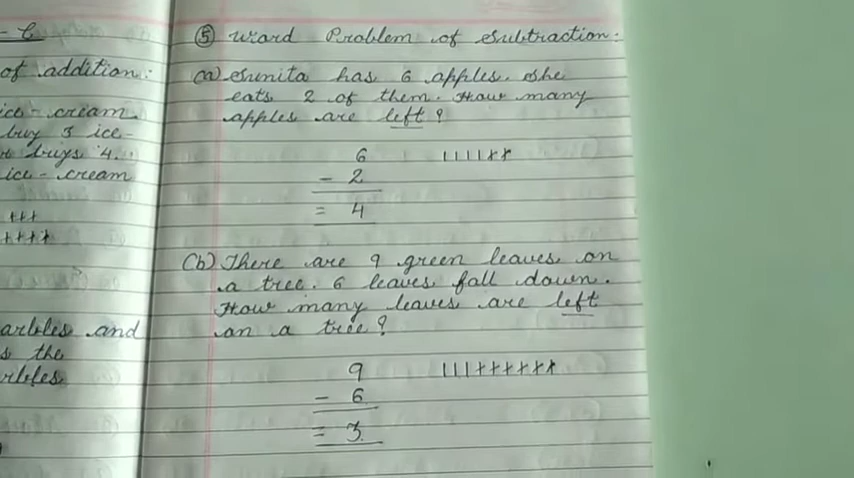 of addition:
ice-cream.
buy 3 ice-
buys 4.
ice-cream
and
s the
⑤ Word Problem of Subtraction:
(a) Sunita has 6 apples. She
eats 2 of them. How many
apples are left?
6
- 2
= 4
(b) There are 9 green leaves on
a tree. 6 leaves fall down.
How many leaves are left
on a tree?
9
- 6
= 3